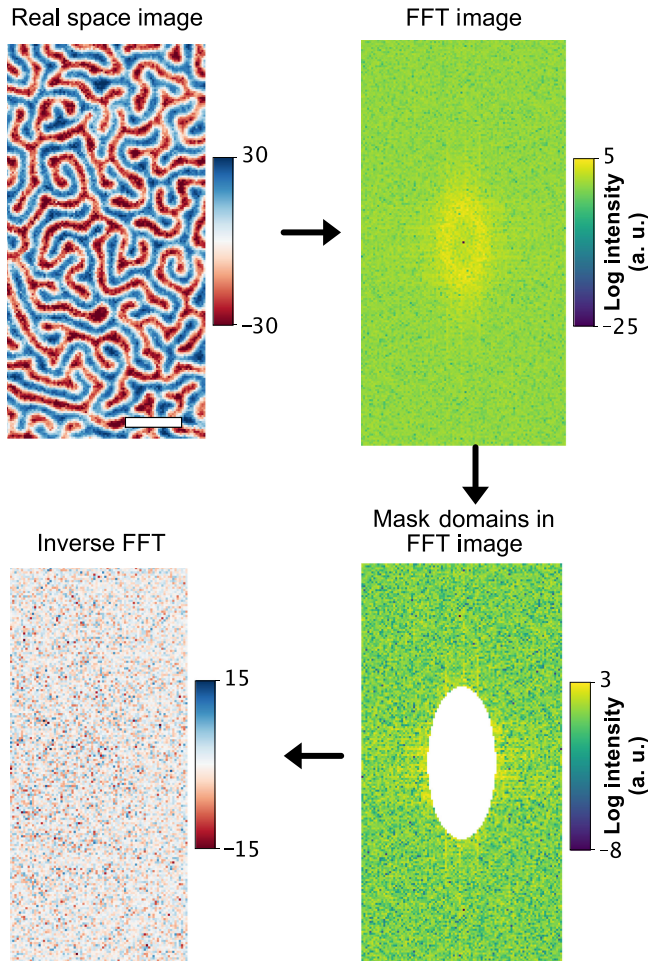 Real space image
FFT image
30
−30
5
Log intensity
(a. u.)
−25
Mask domains in
FFT image
Inverse FFT
15
−15
3
Log intensity
(a. u.)
−8